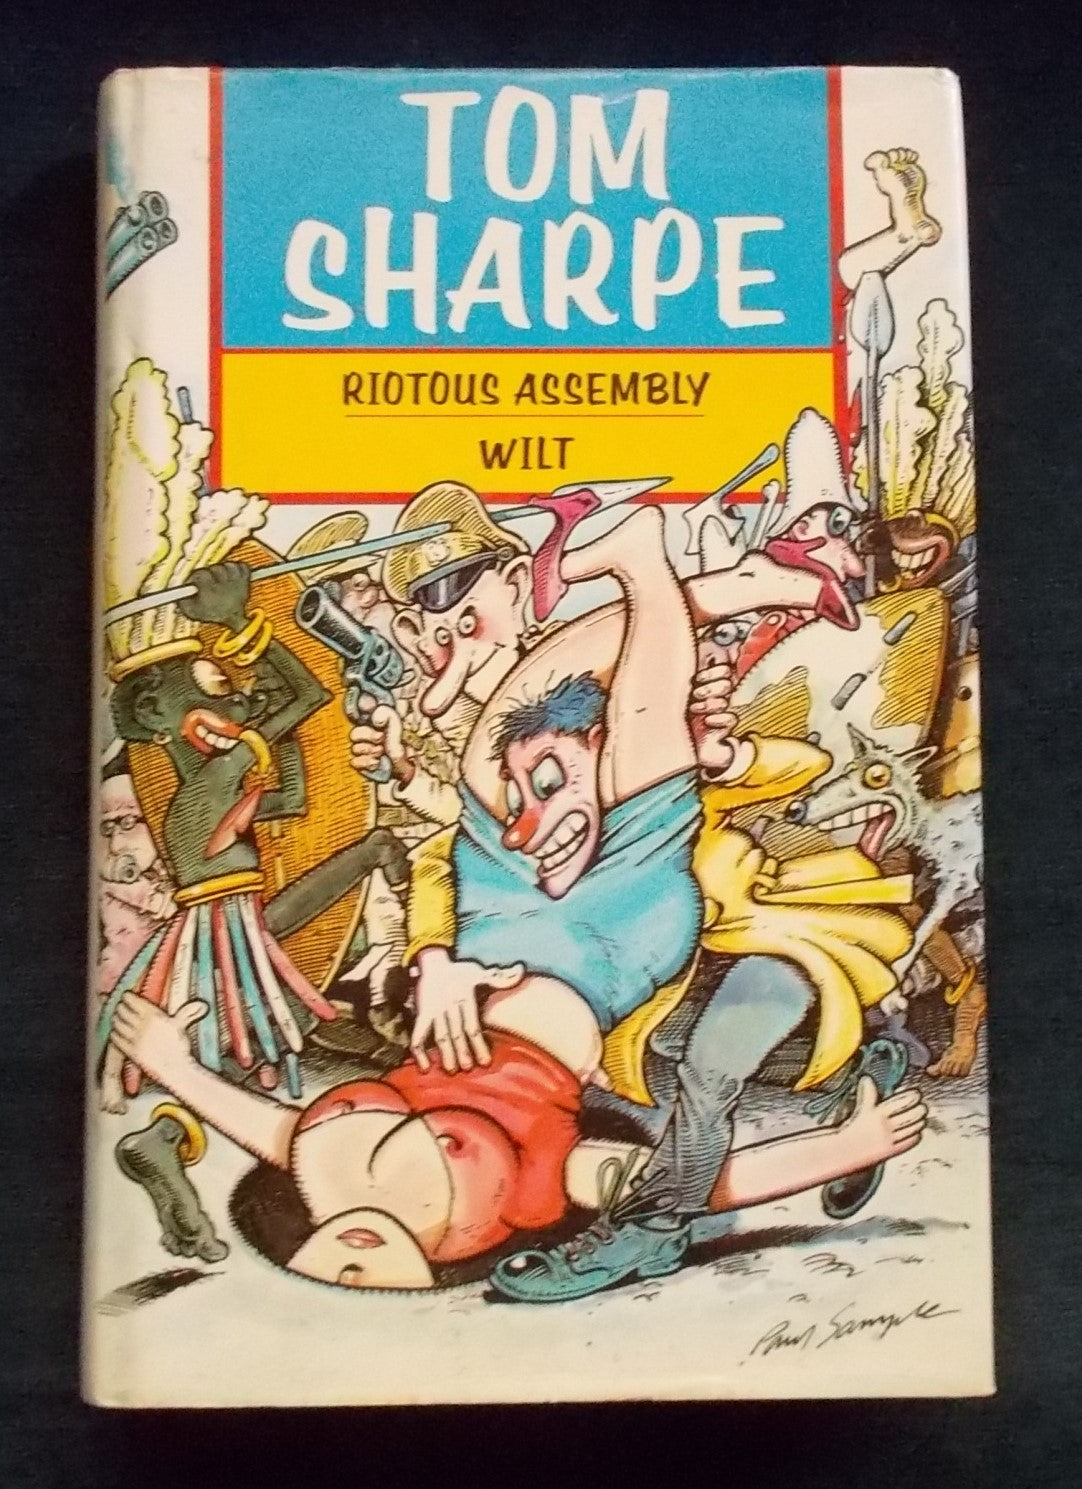 TOM
SHARPE
RIOTOUS ASSEMBLY
WILT
Paul Sample